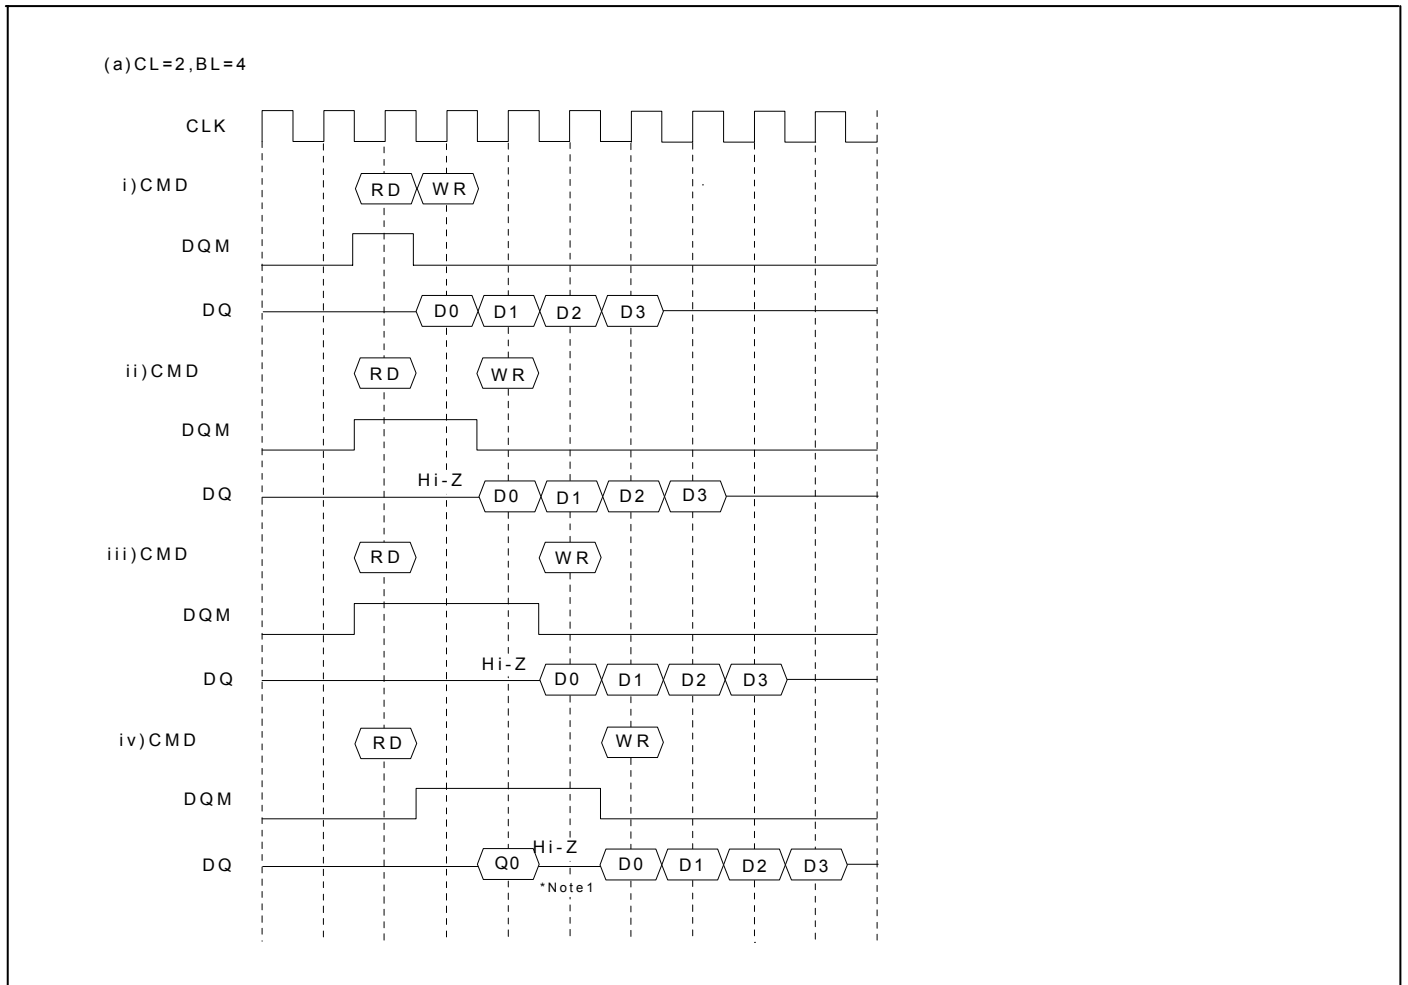 (a)CL=2,BL=4
CLK
i)CMD RD WR
DQM
DQ D0 D1 D2 D3
ii)CMD RD WR
DQM
Hi-Z
DQ D0 D1 D2 D3
iii)CMD RD WR
DQM
Hi-Z
DQ D0 D1 D2 D3
iv)CMD RD WR
DQM
Hi-Z
DQ Q0 D0 D1 D2 D3
*Note1